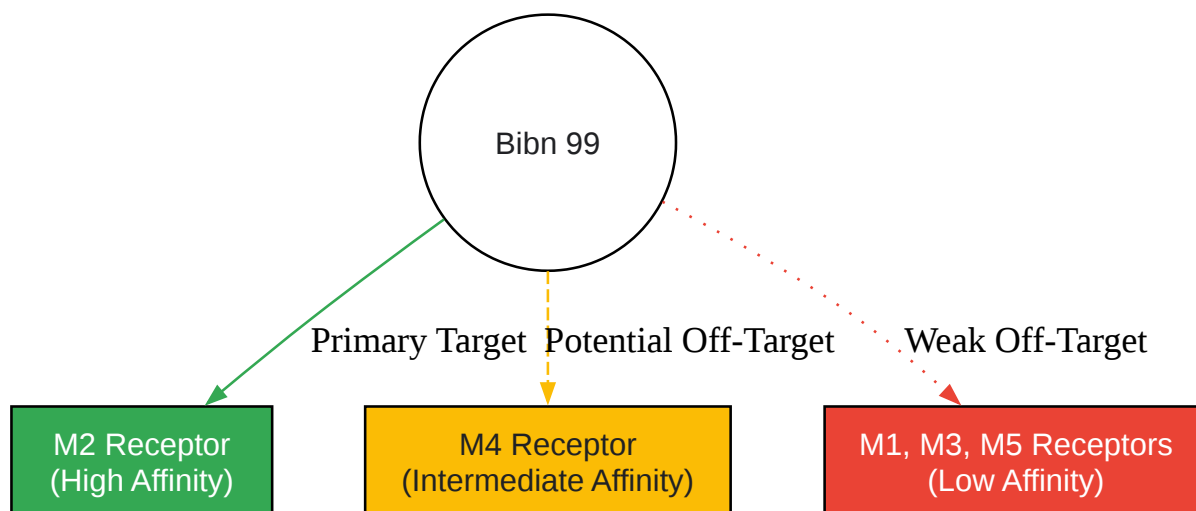 Bibn 99
Primary Target
Potential Off-Target
Weak Off-Target
M2 Receptor
(High Affinity)
M4 Receptor
(Intermediate Affinity)
M1, M3, M5 Receptors
(Low Affinity)